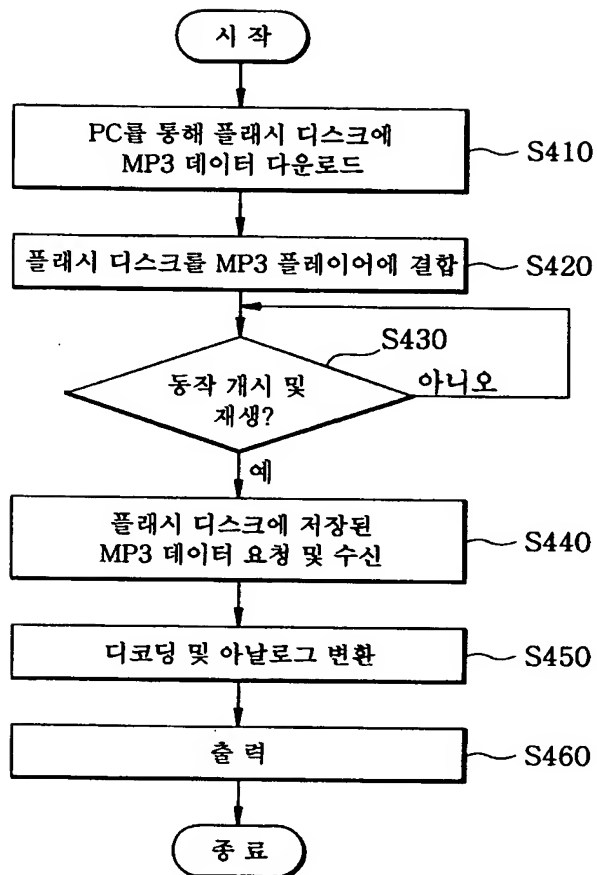 시 작
PC를 통해 플래시 디스크에
MP3 데이터 다운로드
S410
플래시 디스크를 MP3 플레이어에 결합
S420
S430
동작 개시 및
재생?
아니오
예
플래시 디스크에 저장된
MP3 데이터 요청 및 수신
S440
디코딩 및 아날로그 변환
S450
출 력
S460
종 료